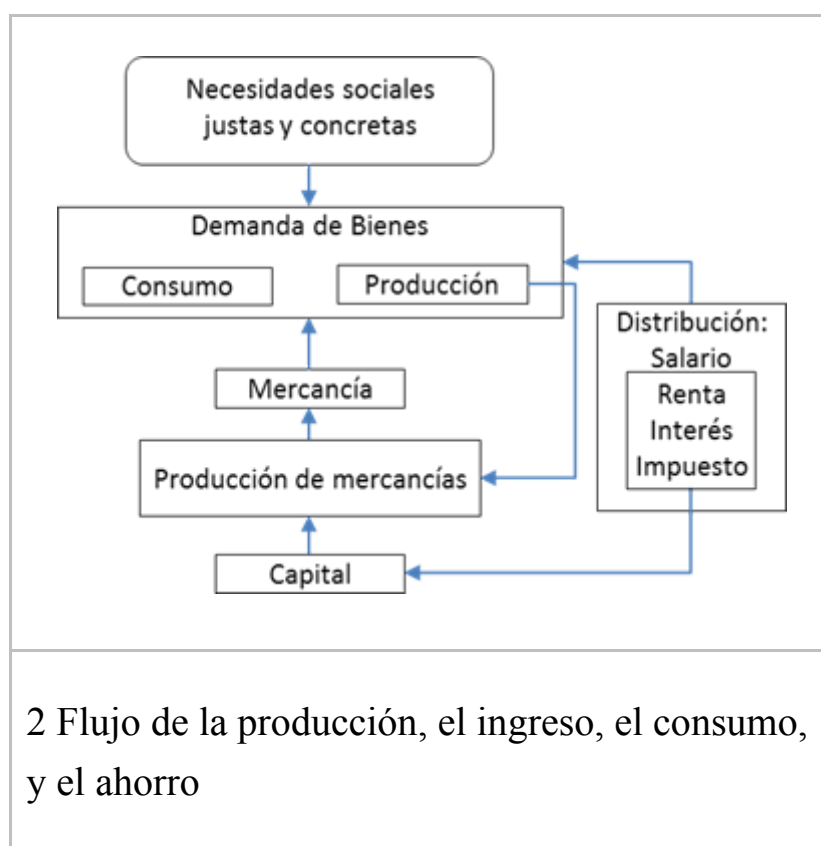 Necesidades sociales
justas y concretas
Demanda de Bienes
Consumo
Producción
Distribución:
Salario
Renta
Interés
Impuesto
Mercancía
Producción de mercancías
Capital
2 Flujo de la producción, el ingreso, el consumo,
y el ahorro